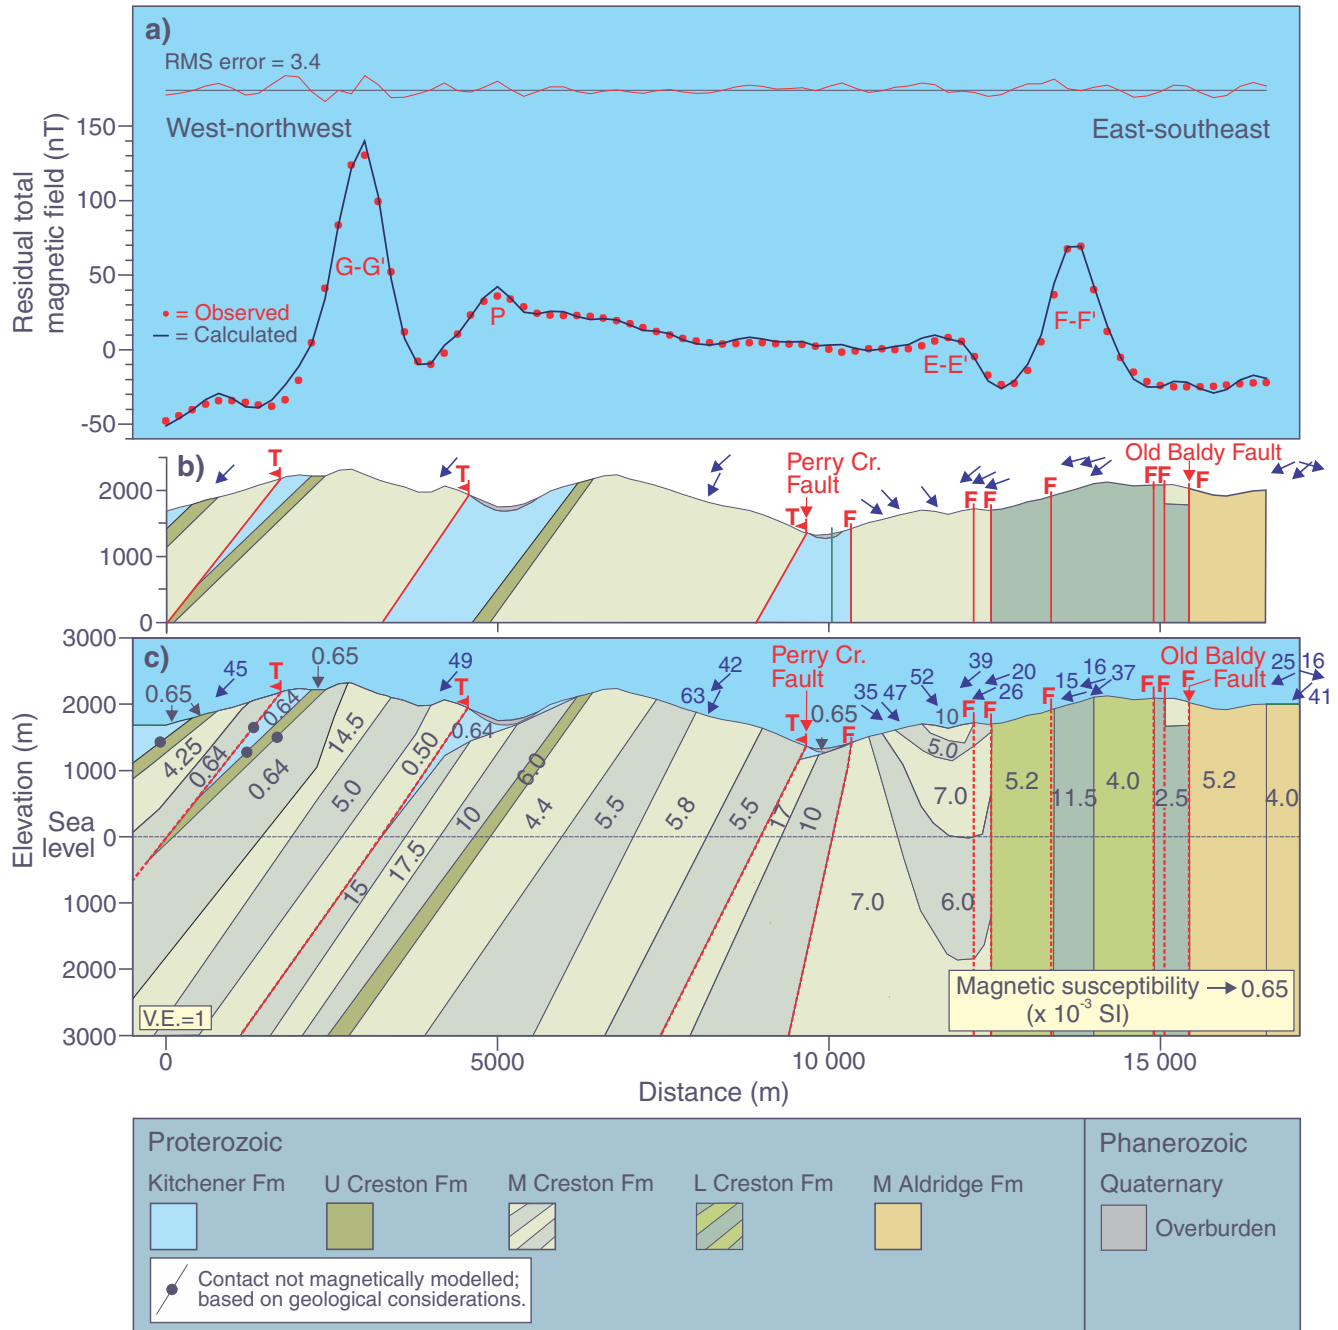 a)
RMS error = 3.4
West-northwest
East-southeast
Residual total
magnetic field (nT)
150
100
50
0
-50
G-G'
P
E-E'
F-F'
= Observed
= Calculated
b)
T
T
Perry Cr.
Fault
T
F
F F
F
Old Baldy Fault
FF
F
2000
1000
0
3000
c)
0.65
45
T
0.65
49
T
42
63
Perry Cr.
Fault
T
0.65
F
35
47
52
39
20
26
F F
F
15
16
37
Old Baldy
Fault
F F
F
25
16
41
2000
1000
Sea
level
0
1000
2000
3000
Elevation (m)
4.25
0.64
0.64
0.64
14.5
5.0
0.50
0.64
15
17.5
10
6.0
4.4
5.5
5.8
5.5
17
10
7.0
10
5.0
7.0
6.0
5.2
11.5
4.0
2.5
5.2
4.0
V.E.=1
Magnetic susceptibility → 0.65
(x 10-3 SI)
0
5000
10 000
15 000
Distance (m)
Proterozoic
Kitchener Fm
U Creston Fm
M Creston Fm
L Creston Fm
M Aldridge Fm
Contact not magnetically modelled;
based on geological considerations.
Phanerozoic
Quaternary
Overburden